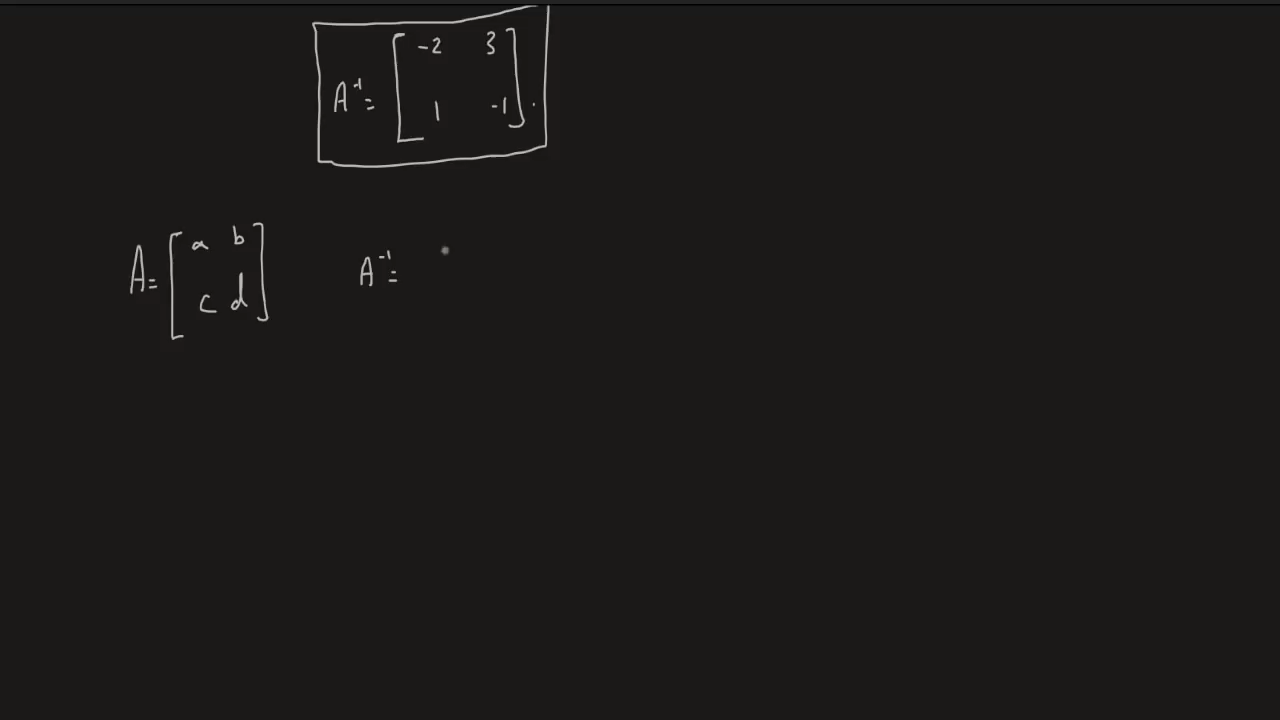 A⁻¹ = [ -2 3
1 -1 ].
A = [ a b
c d ] A⁻¹ =